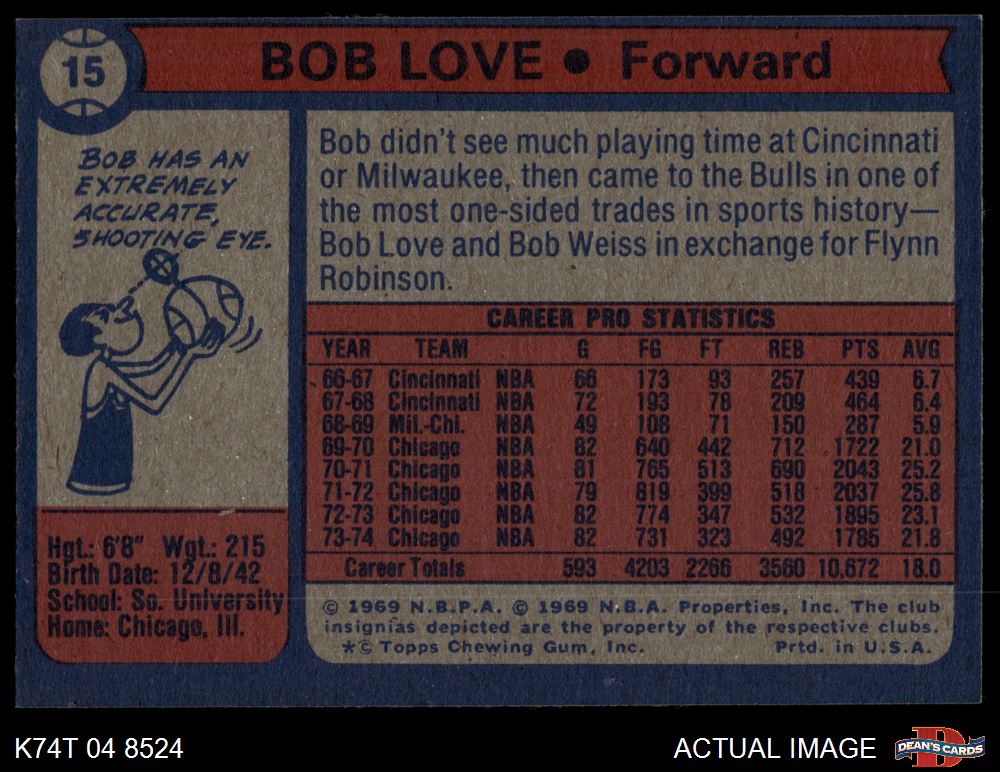 15
BOB LOVE ● Forward
BOB HAS AN
EXTREMELY
ACCURATE,
SHOOTING EYE.
Bob didn't see much playing time at Cincinnati
or Milwaukee, then came to the Bulls in one of
the most one-sided trades in sports history—
Bob Love and Bob Weiss in exchange for Flynn
Robinson.
CAREER PRO STATISTICS
YEAR TEAM G FG FT REB PTS AVG
66-67 Cincinnati NBA 66 173 93 257 439 6.7
67-68 Cincinnati NBA 72 193 78 209 464 6.4
68-69 Mil.-Chi. NBA 49 108 71 150 287 5.9
69-70 Chicago NBA 82 640 442 712 1722 21.0
70-71 Chicago NBA 81 765 513 690 2043 25.2
71-72 Chicago NBA 79 819 399 518 2037 25.8
72-73 Chicago NBA 82 774 347 532 1895 23.1
73-74 Chicago NBA 82 731 323 492 1785 21.8
Career Totals 593 4203 2266 3560 10,672 18.0
Hgt.: 6'8" Wgt.: 215
Birth Date: 12/8/42
School: So. University
Home: Chicago, Ill.
© 1969 N.B.P.A. © 1969 N.B.A. Properties, Inc. The club
insignias depicted are the property of the respective clubs.
*© Topps Chewing Gum, Inc. Prtd. in U.S.A.
K74T 04 8524
ACTUAL IMAGE
D
DEAN'S CARDS